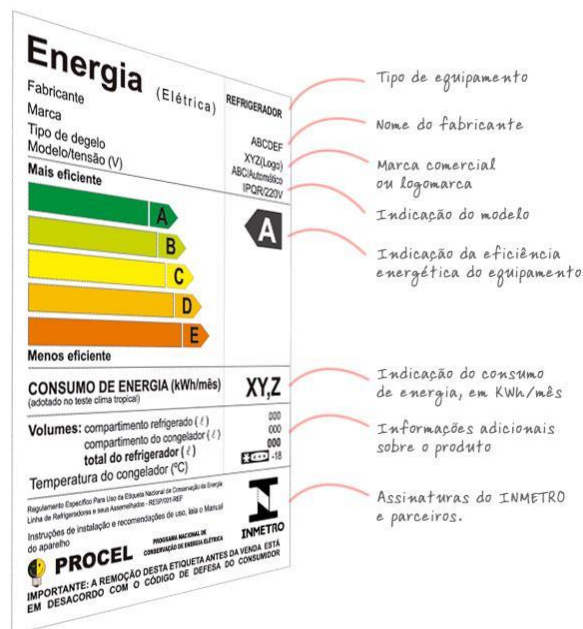 Energia (Elétrica) REFRIGERADOR
Fabricante ABCDEF
Marca XYZ(Logo)
Tipo de degelo ABC/Automático
Modelo/tensão (V) IPQR/220V
Mais eficiente
A
A
B
C
D
E
Menos eficiente
CONSUMO DE ENERGIA (kWh/mês) XY,Z
(adotado no teste clima tropical)
Volumes: compartimento refrigerado (ℓ) 000
compartimento do congelador (ℓ) 000
total do refrigerador (ℓ) 000
Temperatura do congelador (ºC) -18
Regulamento Específico Para Uso da Etiqueta Nacional de Conservação de Energia
Linha de Refrigeradores e seus Assemelhados - RESP/001-REF
Instruções de instalação e recomendações de uso, leia o Manual
do aparelho
INMETRO
PROCEL
PROGRAMA NACIONAL DE
CONSERVAÇÃO DE ENERGIA ELÉTRICA
IMPORTANTE: A REMOÇÃO DESTA ETIQUETA ANTES DA VENDA ESTÁ
EM DESACORDO COM O CÓDIGO DE DEFESA DO CONSUMIDOR
Tipo de equipamento
Nome do fabricante
Marca comercial
ou logomarca
Indicação do modelo
Indicação da eficiência
energética do equipamento
Indicação do consumo
de energia, em KWh/mês
Informações adicionais
sobre o produto
Assinaturas do INMETRO
e parceiros.